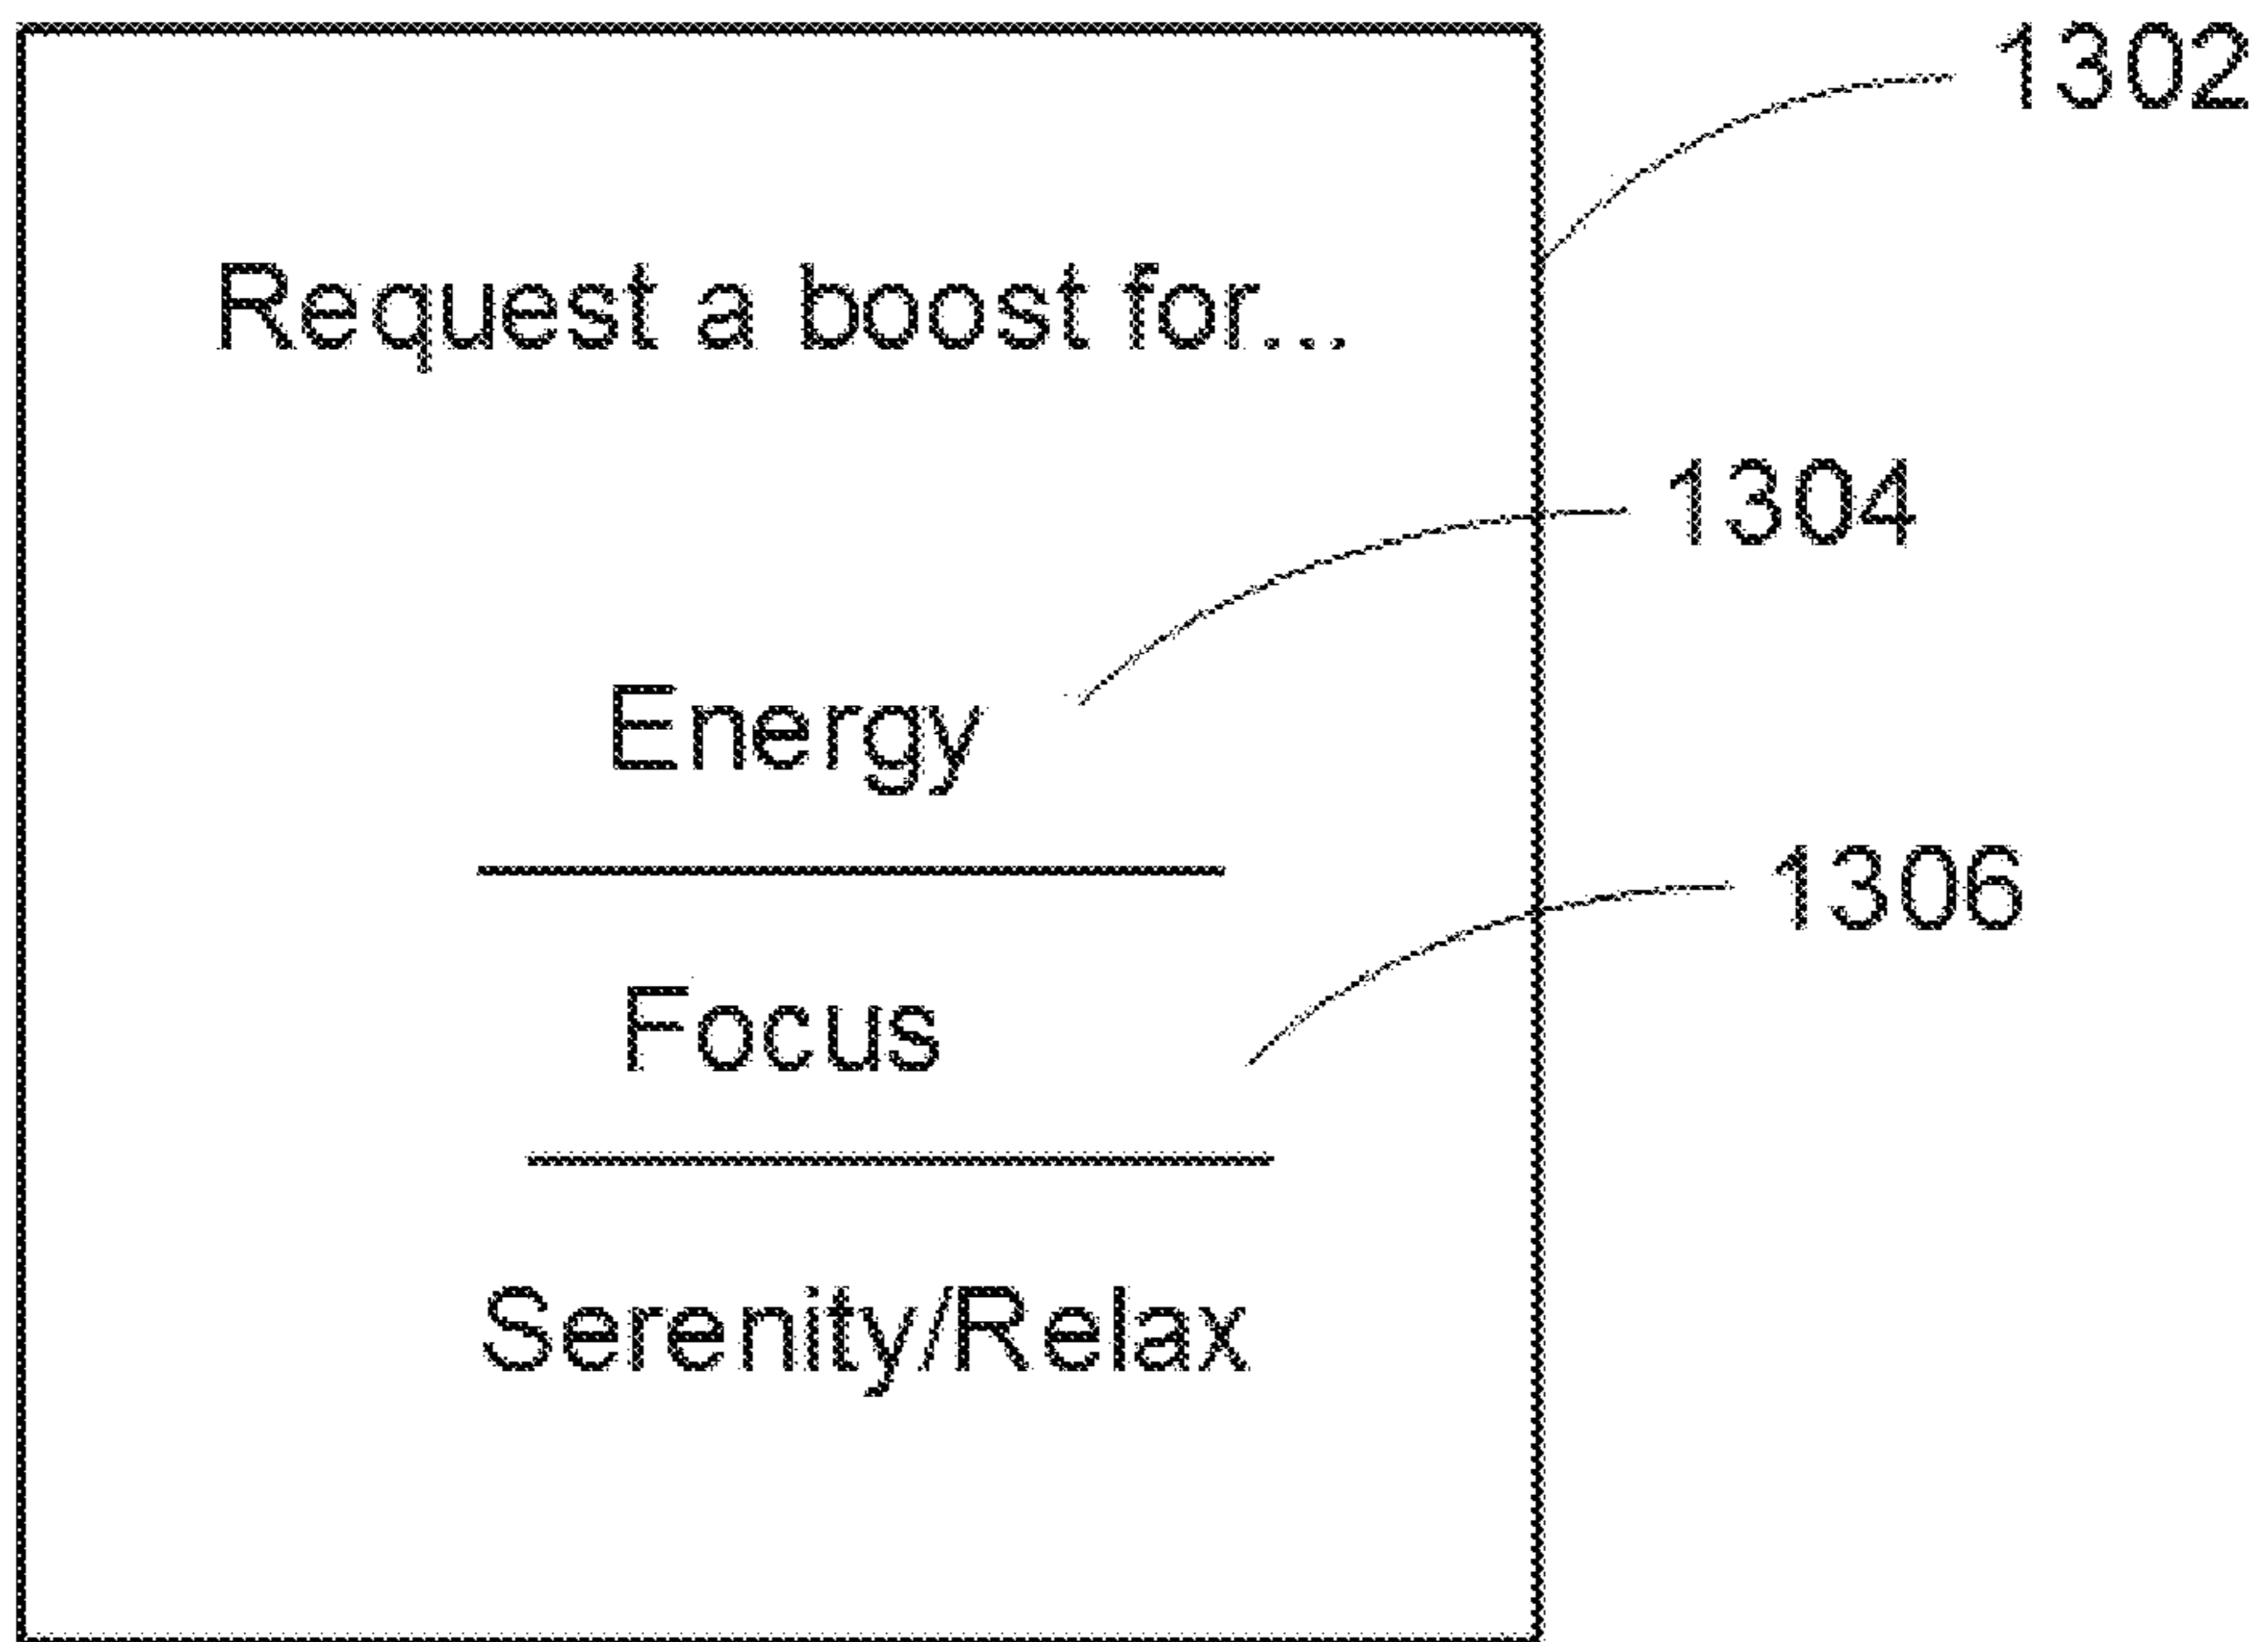 1302
Request a boost for...
1304
Energy
1306
Focus
Serenity/Relax